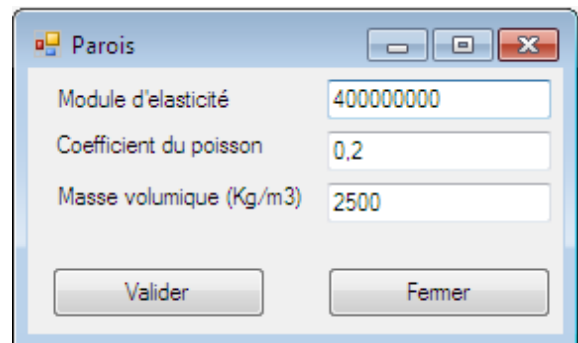 Parois
Module d'elasticité 400000000
Coefficient du poisson 0,2
Masse volumique (Kg/m3) 2500
Valider Fermer